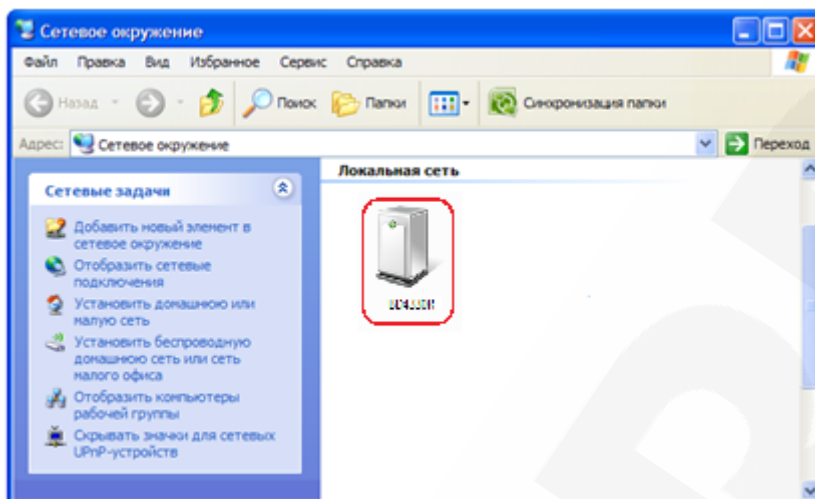 Сетевое окружение
Файл Правка Вид Избранное Сервис Справка
Назад Поиск Папки Синхронизация папки
Адрес: Сетевое окружение Переход
Локальная сеть
Сетевые задачи
Добавить новый элемент в
сетевое окружение
Отобразить сетевые
подключения
Установить домашнюю или
малую сеть
Установить беспроводную
домашнюю сеть или сеть
малого офиса
Отобразить компьютеры
рабочей группы
Скрывать значки для сетевых
UPnP-устройств